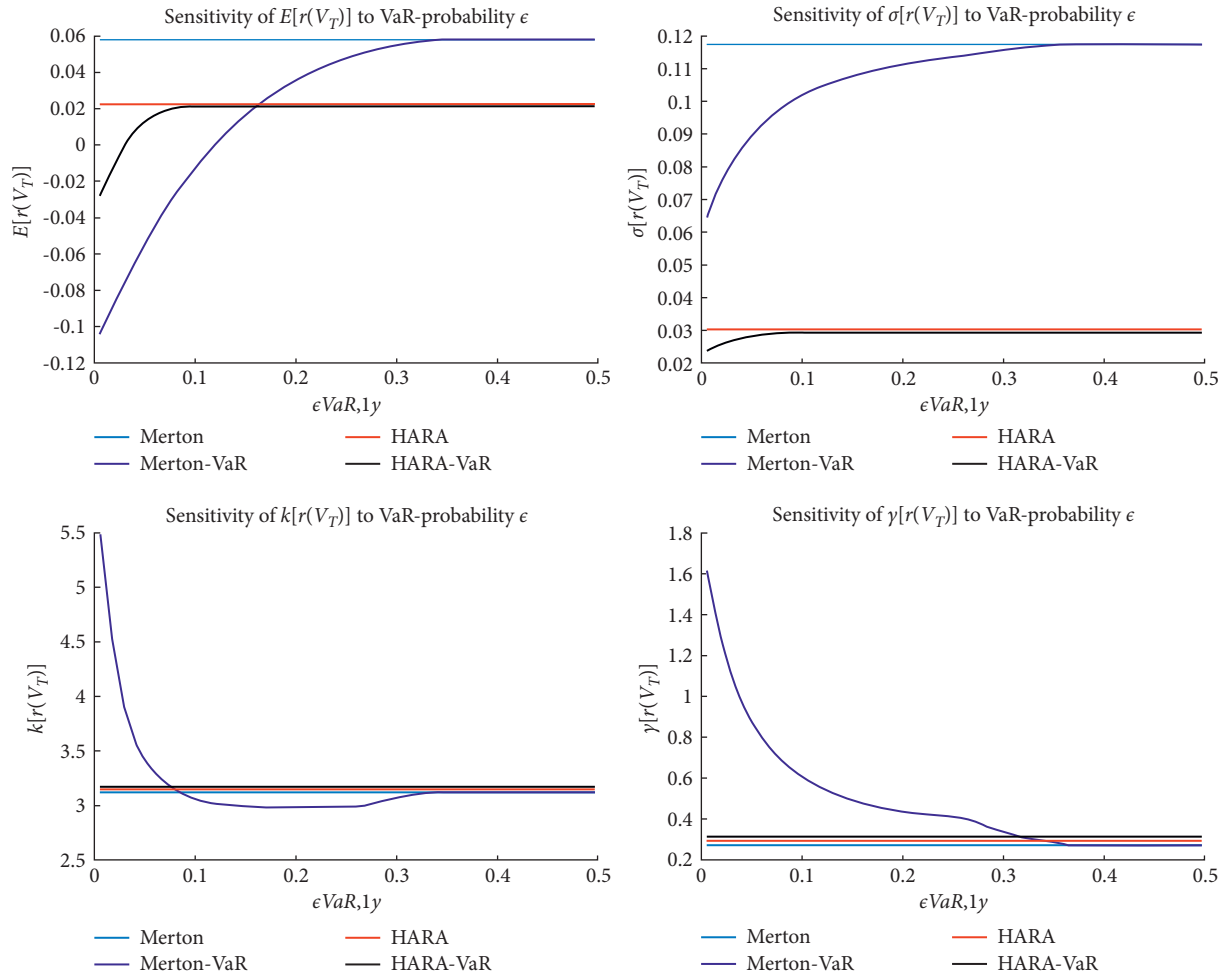 Sensitivity of E[r(V_T)] to VaR-probability ϵ
0.06
0.04
0.02
0
-0.02
-0.04
-0.06
-0.08
-0.1
-0.12
E[r(V_T)]
0 0.1 0.2 0.3 0.4 0.5
ϵVaR,1y
Merton HARA
Merton-VaR HARA-VaR
Sensitivity of σ[r(V_T)] to VaR-probability ϵ
0.12
0.11
0.1
0.09
0.08
0.07
0.06
0.05
0.04
0.03
0.02
σ[r(V_T)]
0 0.1 0.2 0.3 0.4 0.5
ϵVaR,1y
Merton HARA
Merton-VaR HARA-VaR
Sensitivity of k[r(V_T)] to VaR-probability ϵ
5.5
5
4.5
4
3.5
3
2.5
k[r(V_T)]
0 0.1 0.2 0.3 0.4 0.5
ϵVaR,1y
Merton HARA
Merton-VaR HARA-VaR
Sensitivity of γ[r(V_T)] to VaR-probability ϵ
1.8
1.6
1.4
1.2
1
0.8
0.6
0.4
0.2
γ[r(V_T)]
0 0.1 0.2 0.3 0.4 0.5
ϵVaR,1y
Merton HARA
Merton-VaR HARA-VaR